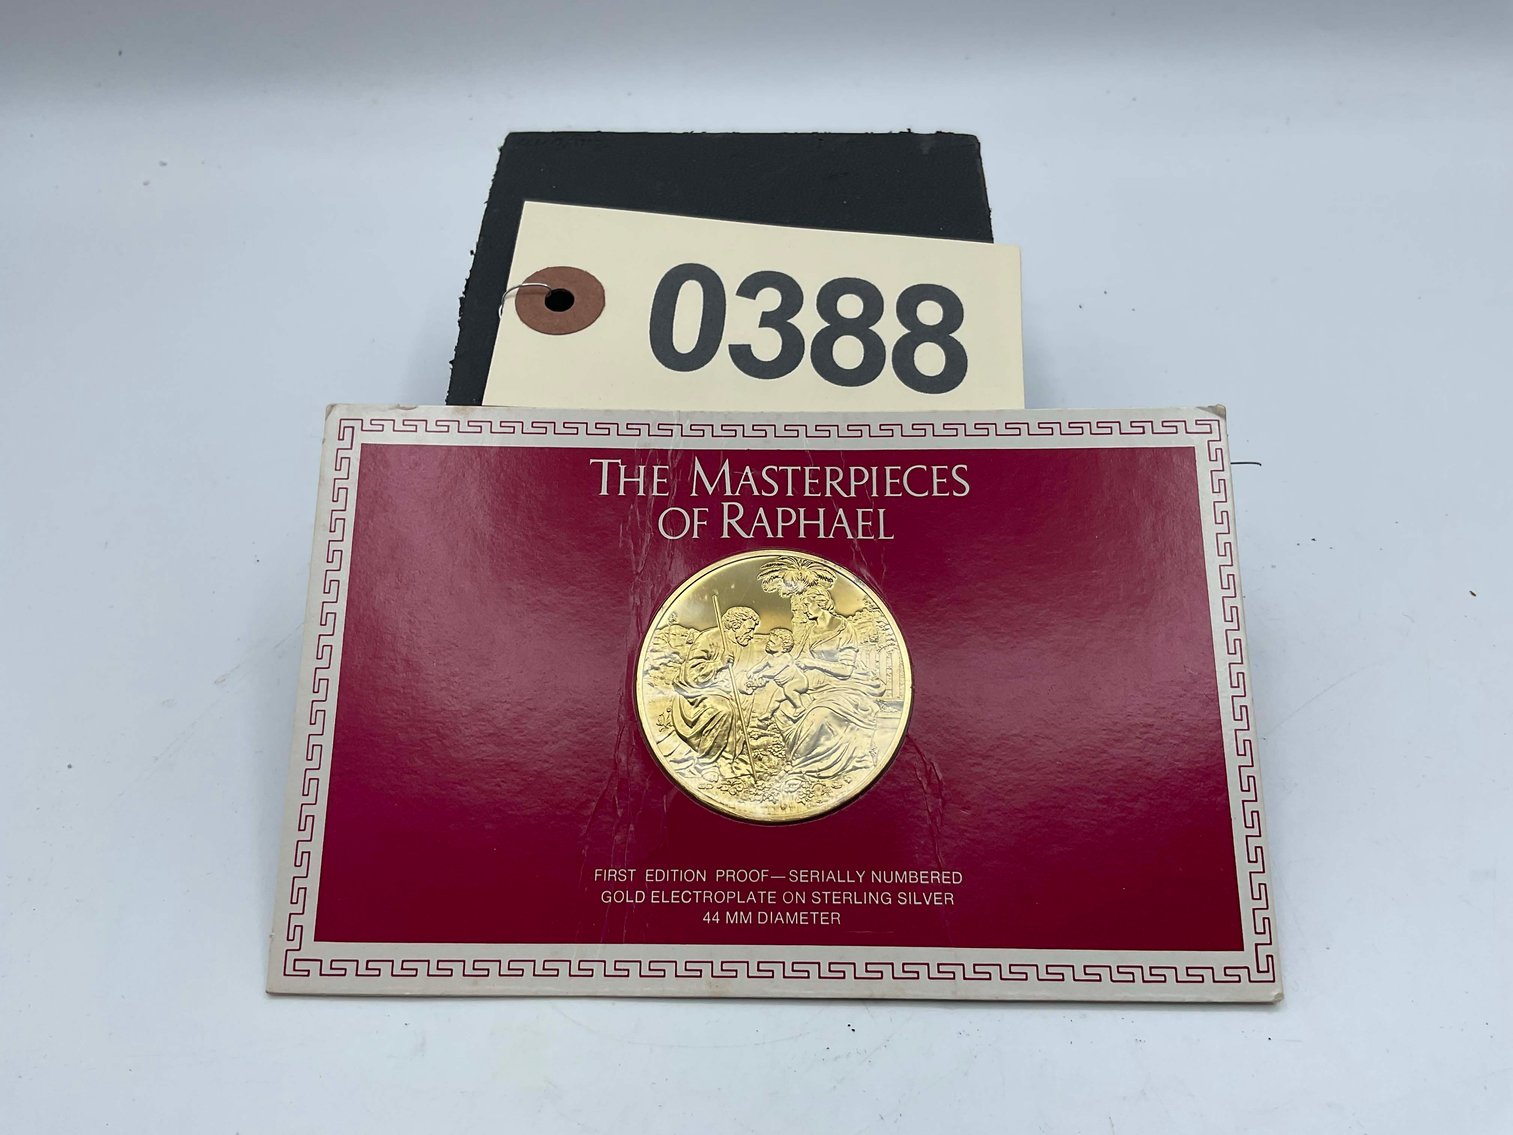 0388
THE MASTERPIECES
OF RAPHAEL
FIRST EDITION PROOF—SERIALLY NUMBERED
GOLD ELECTROPLATE ON STERLING SILVER
44 MM DIAMETER